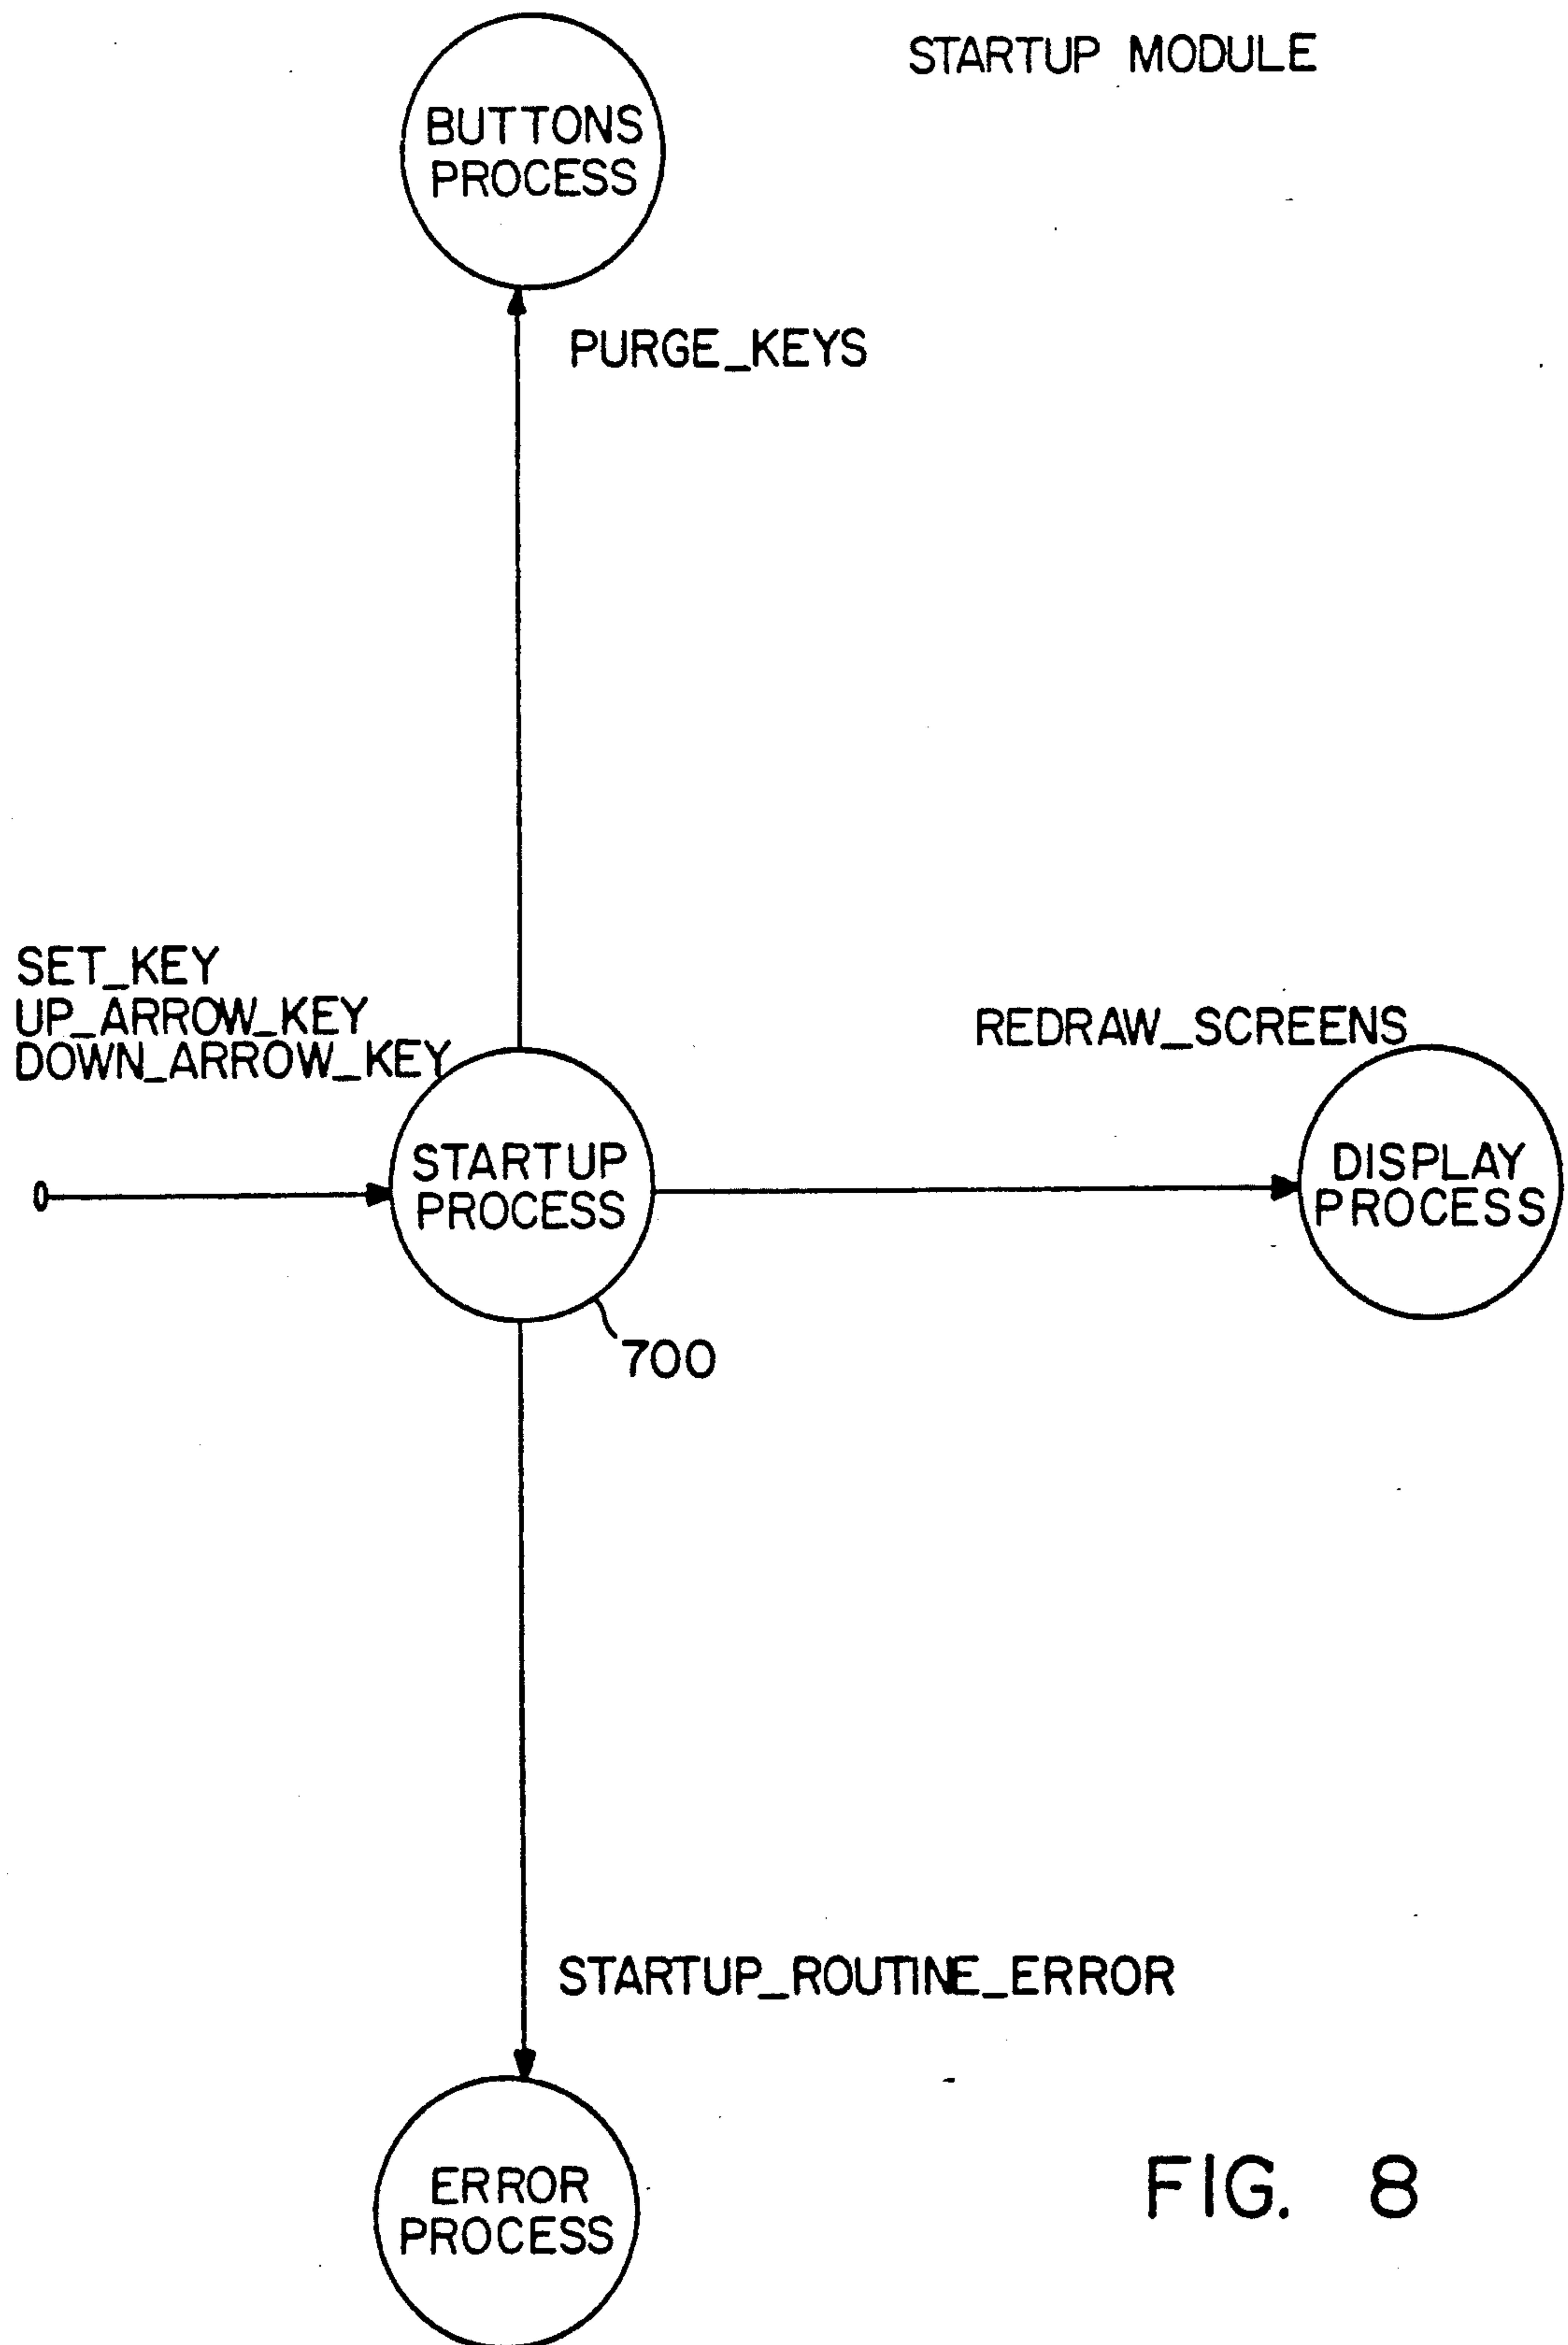 STARTUP MODULE
BUTTONS
PROCESS
PURGE_KEYS
SET_KEY
UP_ARROW_KEY
DOWN_ARROW_KEY
REDRAW_SCREENS
STARTUP
PROCESS
DISPLAY
PROCESS
700
STARTUP_ROUTINE_ERROR
ERROR
PROCESS
FIG. 8